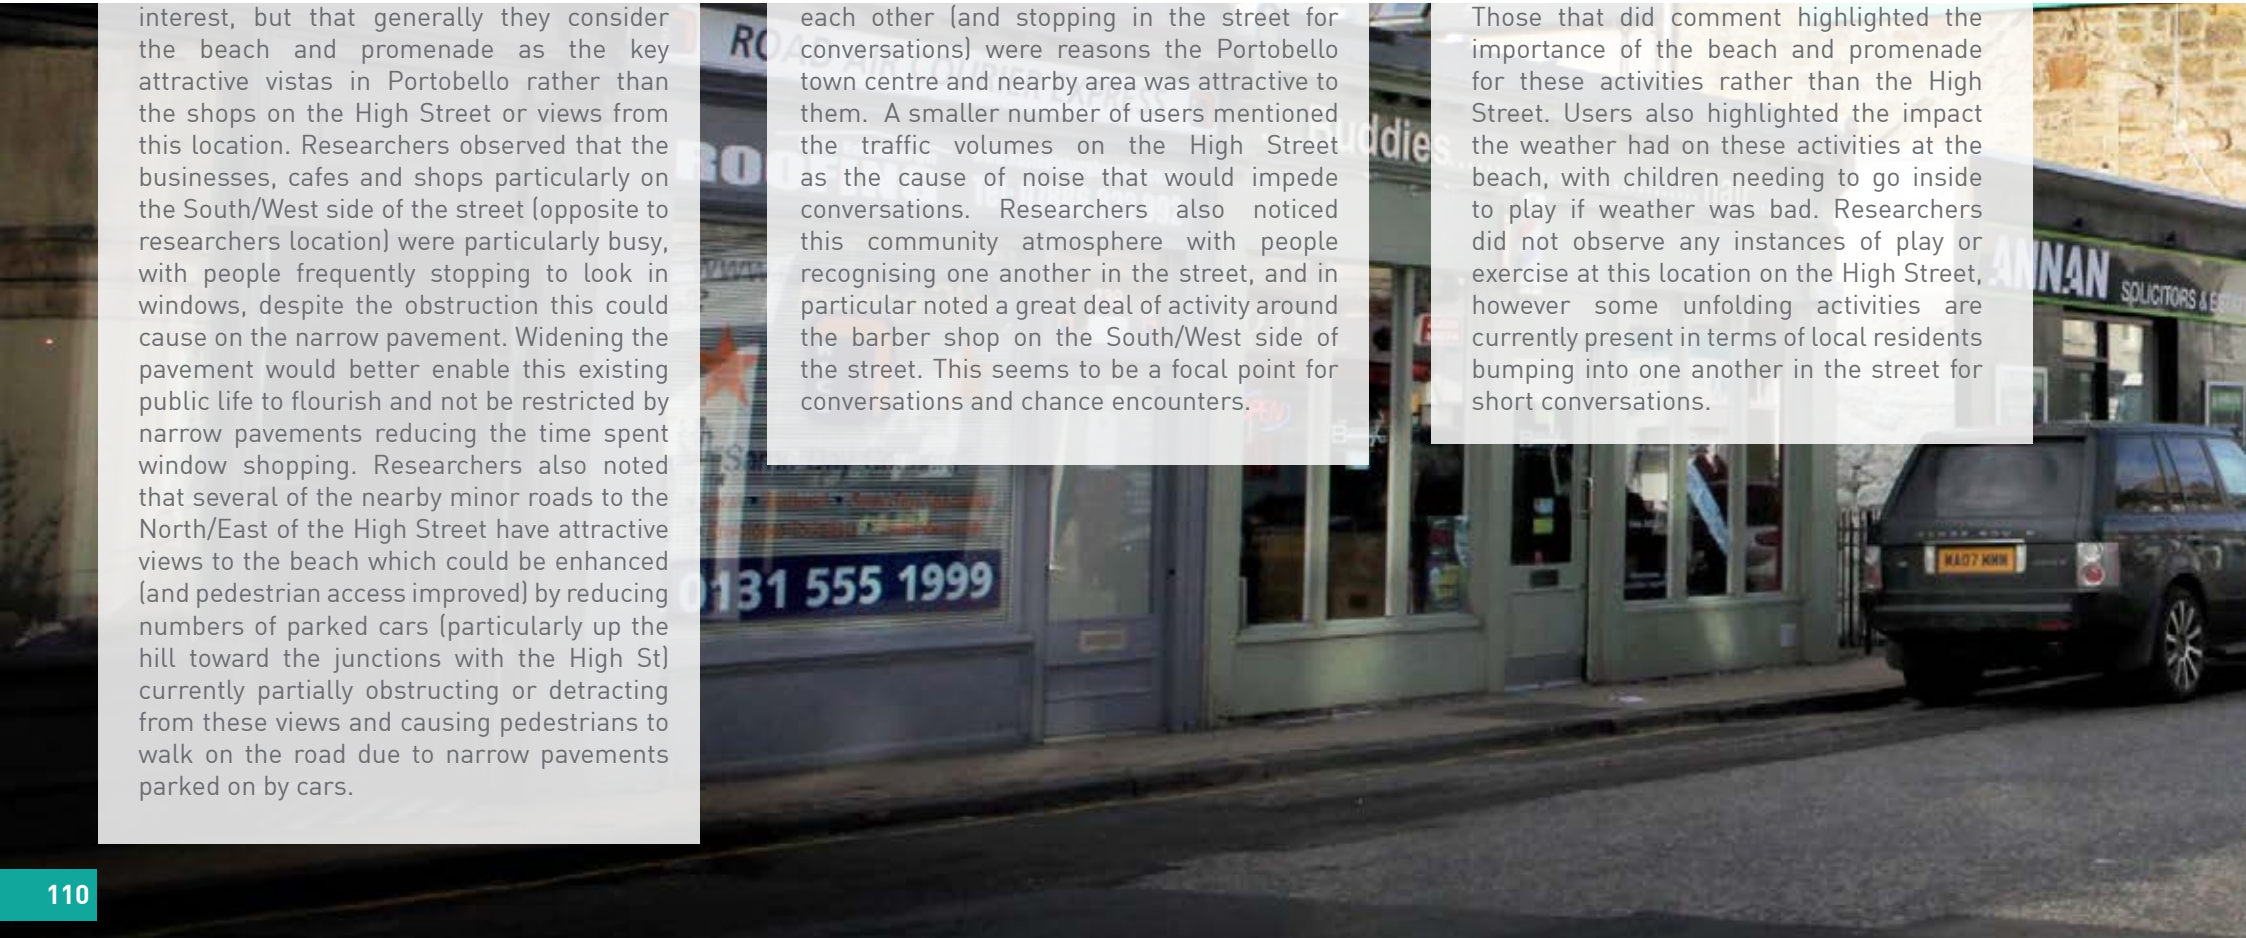 interest, but that generally they consider
the beach and promenade as the key
attractive vistas in Portobello rather than
the shops on the High Street or views from
this location. Researchers observed that the
businesses, cafes and shops particularly on
the South/West side of the street (opposite to
researchers location) were particularly busy,
with people frequently stopping to look in
windows, despite the obstruction this could
cause on the narrow pavement. Widening the
pavement would better enable this existing
public life to flourish and not be restricted by
narrow pavements reducing the time spent
window shopping. Researchers also noted
that several of the nearby minor roads to the
North/East of the High Street have attractive
views to the beach which could be enhanced
(and pedestrian access improved) by reducing
numbers of parked cars (particularly up the
hill toward the junctions with the High St)
currently partially obstructing or detracting
from these views and causing pedestrians to
walk on the road due to narrow pavements
parked on by cars.
each other (and stopping in the street for
conversations) were reasons the Portobello
town centre and nearby area was attractive to
them. A smaller number of users mentioned
the traffic volumes on the High Street
as the cause of noise that would impede
conversations. Researchers also noticed
this community atmosphere with people
recognising one another in the street, and in
particular noted a great deal of activity around
the barber shop on the South/West side of
the street. This seems to be a focal point for
conversations and chance encounters.
Those that did comment highlighted the
importance of the beach and promenade
for these activities rather than the High
Street. Users also highlighted the impact
the weather had on these activities at the
beach, with children needing to go inside
to play if weather was bad. Researchers
did not observe any instances of play or
exercise at this location on the High Street,
however some unfolding activities are
currently present in terms of local residents
bumping into one another in the street for
short conversations.
ROAD AIR COURIER EXPRESS
ROOFING
Buddies
ANNAN SOLICITORS &
0131 555 1999
MA07 WMM
110